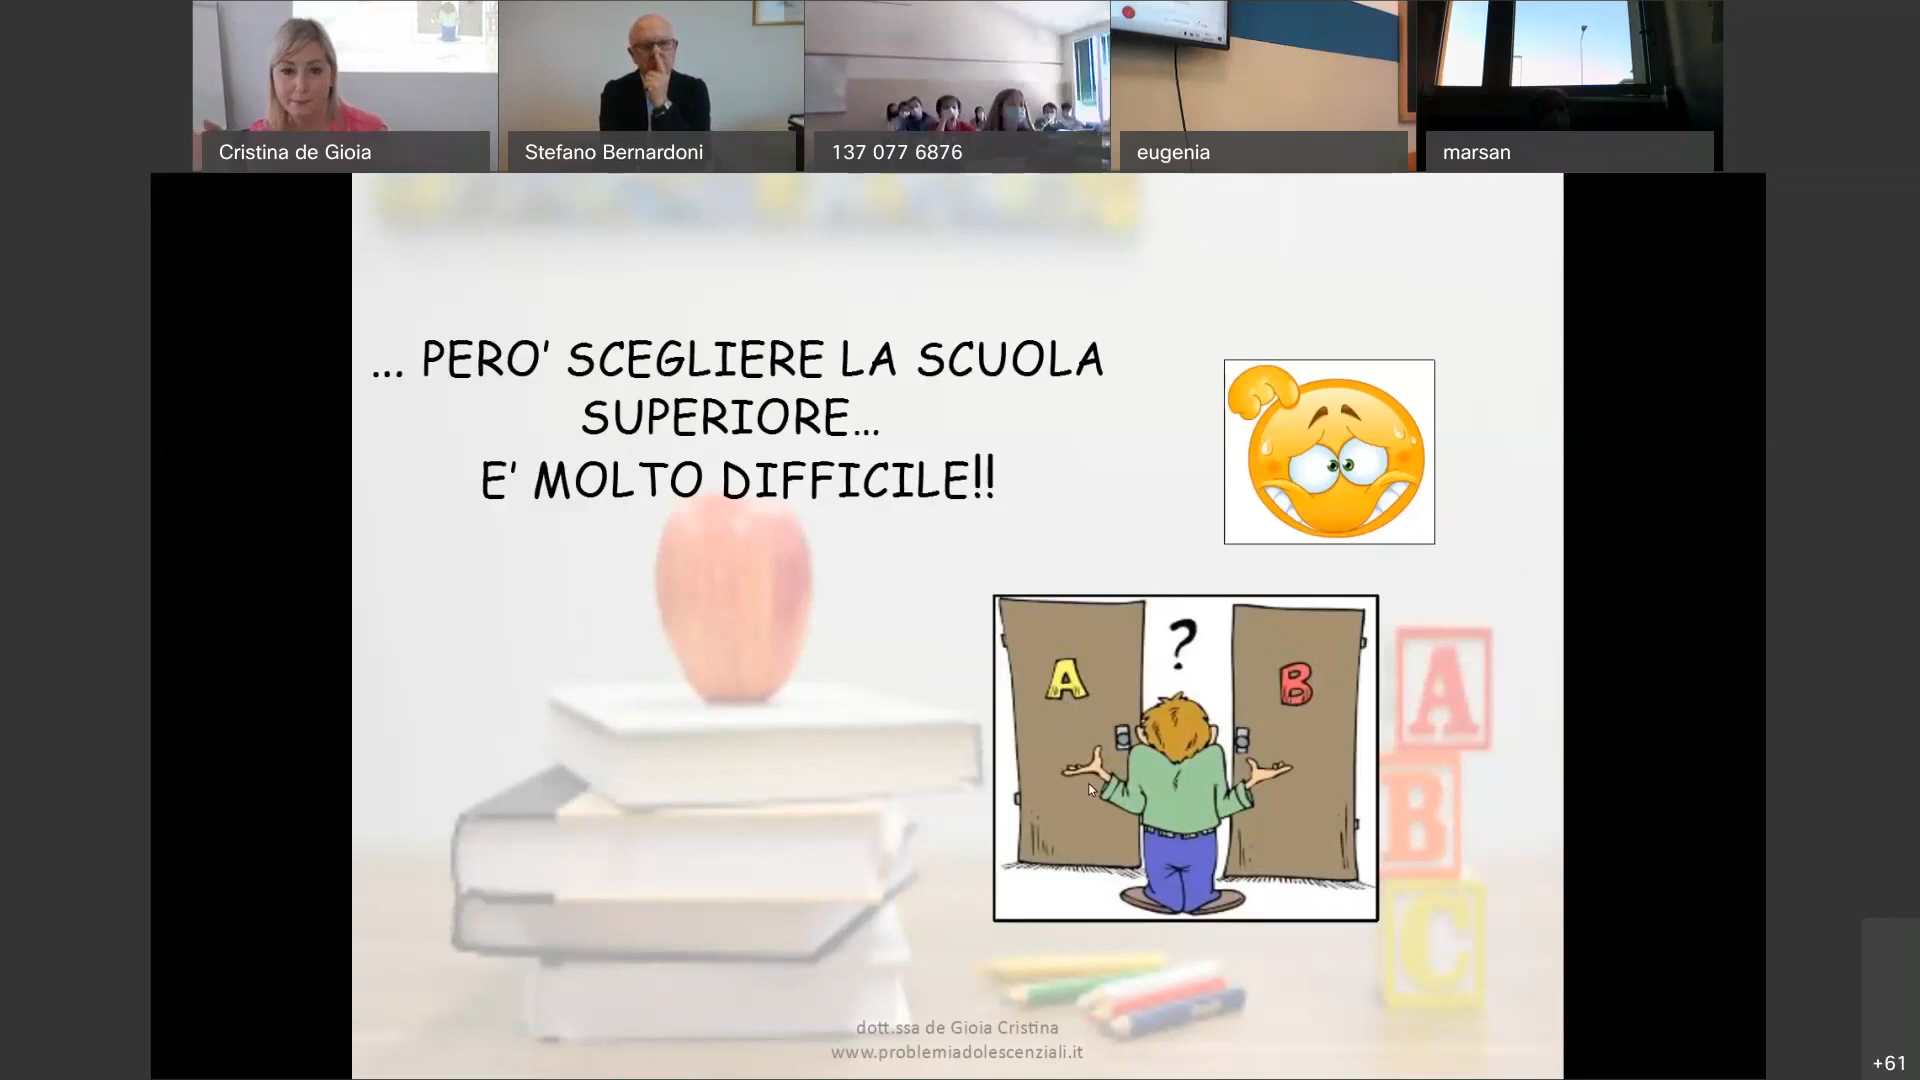 Cristina de Gioia
Stefano Bernardoni
137 077 6876
eugenia
marsan
... PERO' SCEGLIERE LA SCUOLA
SUPERIORE...
E' MOLTO DIFFICILE!!
?
A
B
A
B
C
dott.ssa de Gioia Cristina
www.problemiadolescenziali.it
+61